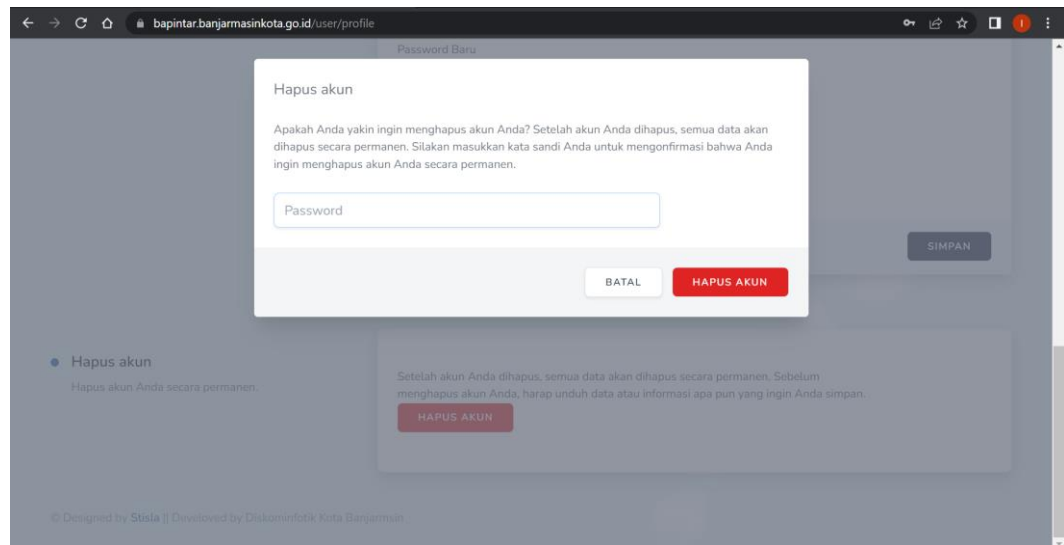 bapintar.banjarmasinkota.go.id/user/profile
Password Baru
Hapus akun
Apakah Anda yakin ingin menghapus akun Anda? Setelah akun Anda dihapus, semua data akan
dihapus secara permanen. Silakan masukkan kata sandi Anda untuk mengonfirmasi bahwa Anda
ingin menghapus akun Anda secara permanen.
Password
SIMPAN
BATAL
HAPUS AKUN
Hapus akun
Hapus akun Anda secara permanen.
Setelah akun Anda dihapus, semua data akan dihapus secara permanen. Sebelum
menghapus akun Anda, harap unduh data atau informasi apa pun yang ingin Anda simpan.
HAPUS AKUN
© Designed by Stisla || Developed by Diskominfotik Kota Banjarmsin